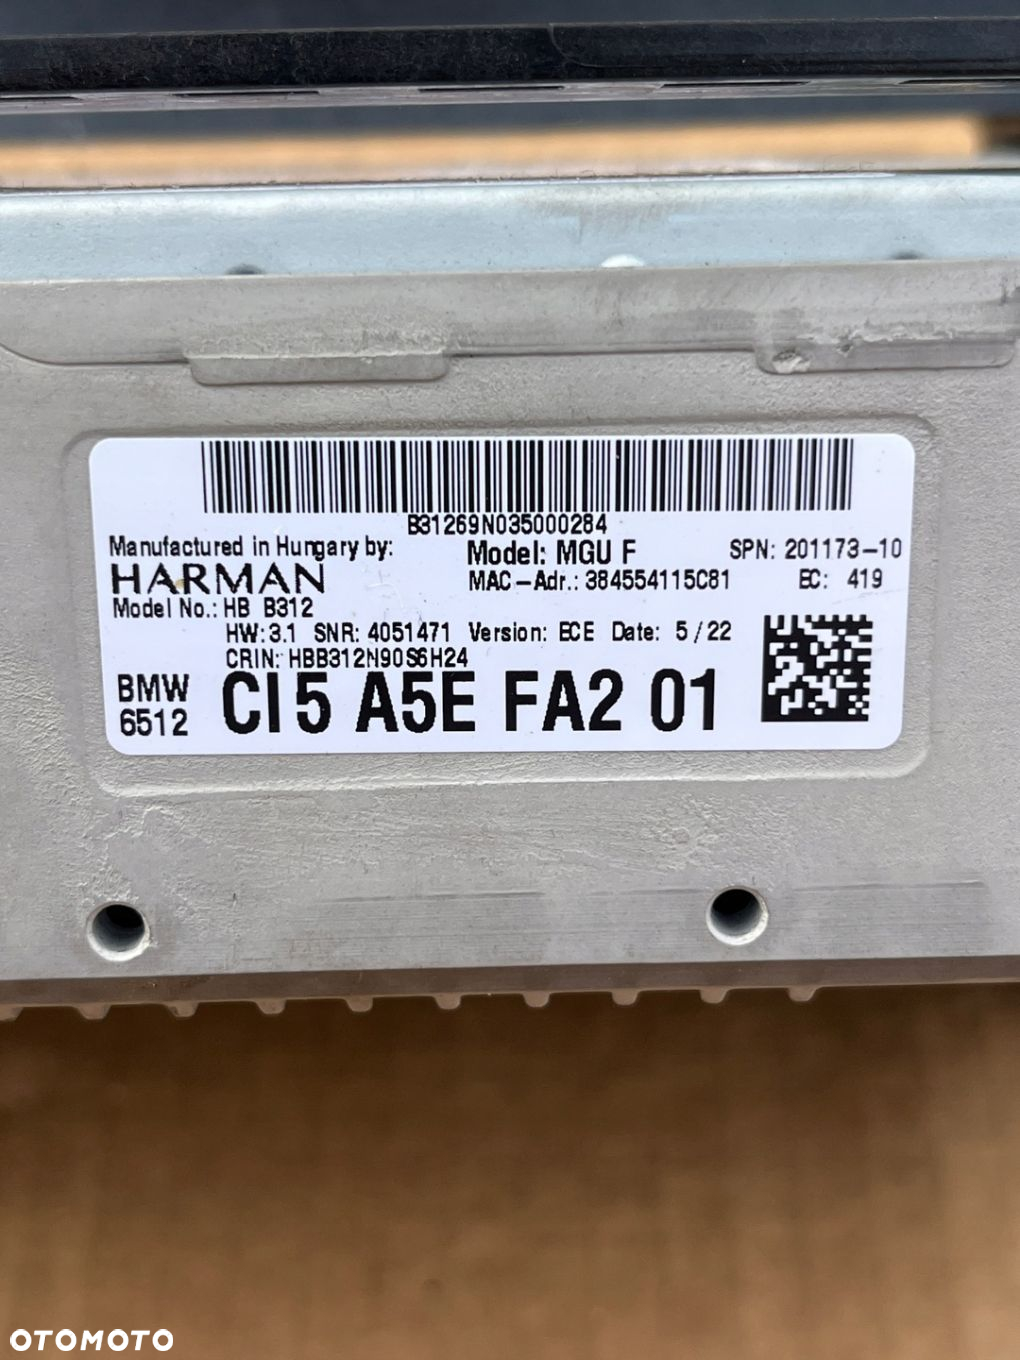 B31269N035000284
Manufactured in Hungary by: Model: MGU F SPN: 201173-10
HARMAN MAC-Adr.: 384554115C81 EC: 419
Model No.: HB B312
HW: 3.1 SNR: 4051471 Version: ECE Date: 5/22
CRIN: HBB312N90S6H24
BMW 6512 CI5 A5E FA2 01
OTOMOTO